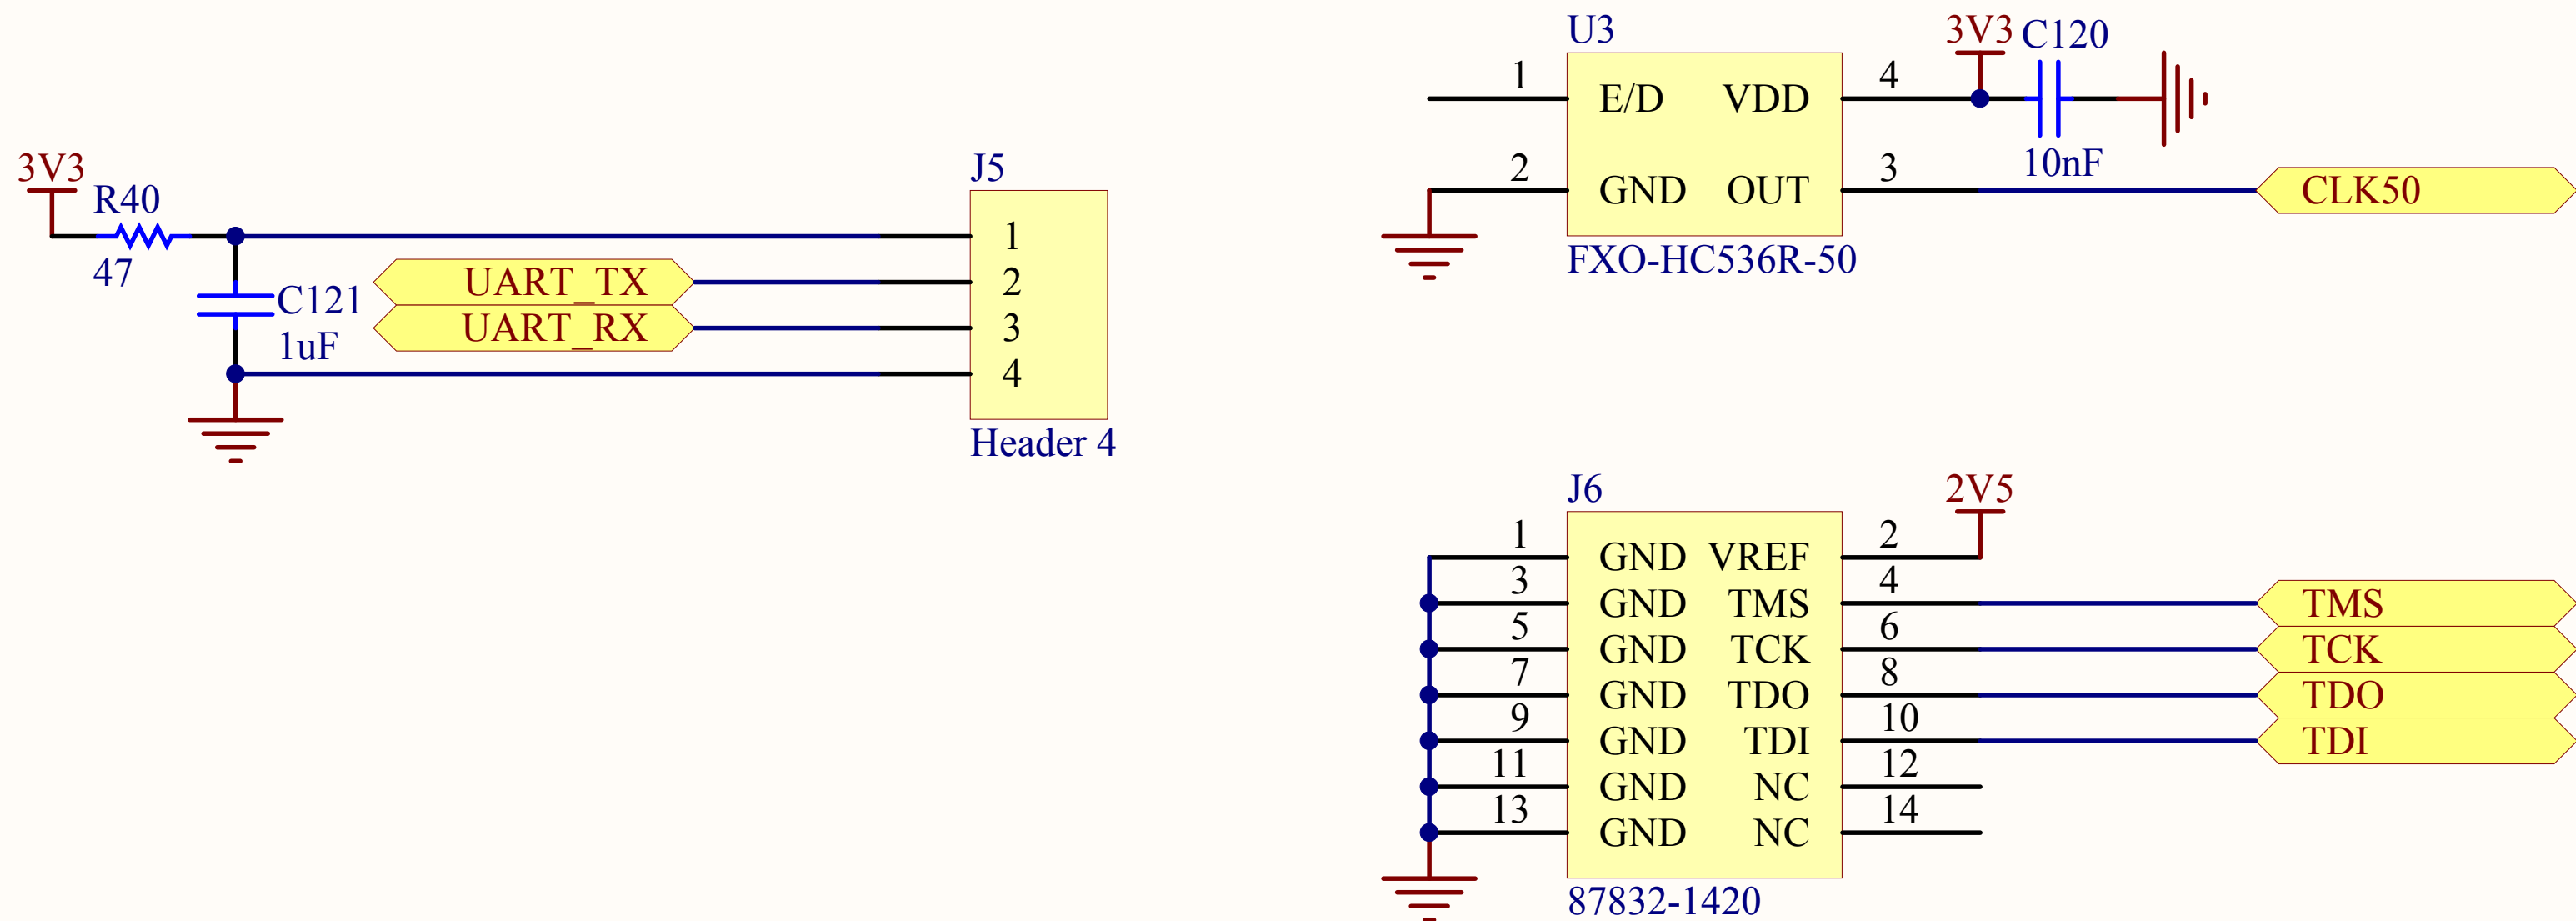 3V3
R40
47
C121
1uF
UART_TX
UART_RX
J5
1
2
3
4
Header 4
U3
1 E/D VDD 4
2 GND OUT 3
FXO-HC536R-50
3V3 C120
10nF
CLK50
J6
2V5
1 GND VREF 2
3 GND TMS 4 TMS
5 GND TCK 6 TCK
7 GND TDO 8 TDO
9 GND TDI 10 TDI
11 GND NC 12
13 GND NC 14
87832-1420